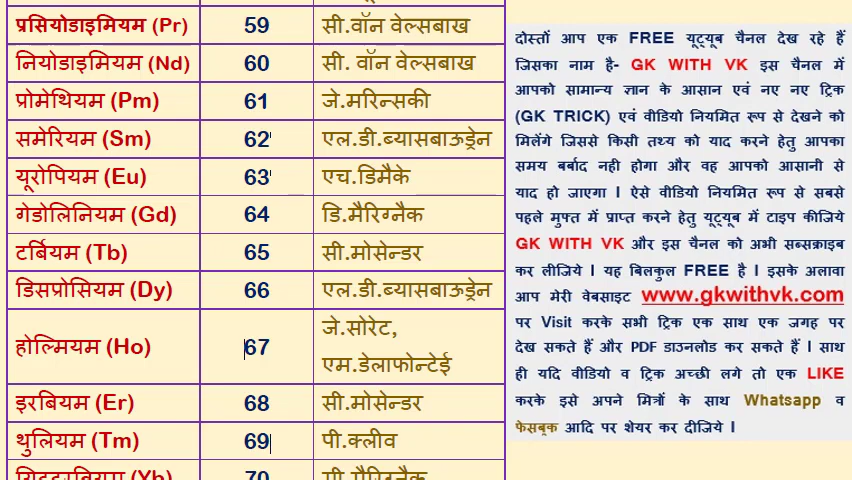 प्रसियोडाइमियम (Pr) 59 सी.वॉन वेल्सबाख
नियोडाइमियम (Nd) 60 सी. वॉन वेल्सबाख
प्रोमेथियम (Pm) 61 जे.मरिन्सकी
समेरियम (Sm) 62' एल.डी.ब्यासबाऊड्रेन
यूरोपियम (Eu) 63' एच.डिमैके
गेडोलिनियम (Gd) 64 डि.मैरिग्नैक
टर्बियम (Tb) 65 सी.मोसेन्डर
डिसप्रोसियम (Dy) 66 एल.डी.ब्यासबाऊड्रेन
होल्मियम (Ho) 67 जे.सोरेट,
एम.डेलाफोन्टेई
इरबियम (Er) 68 सी.मोसेन्डर
थुलियम (Tm) 69 पी.क्लीव
दोस्तों आप एक FREE यूट्यूब चैनल देख रहे हैं
जिसका नाम है- GK WITH VK इस चैनल में
आपको सामान्य ज्ञान के आसान एवं नए नए ट्रिक
(GK TRICK) एवं वीडियो नियमित रूप से देखने को
मिलेंगे जिससे किसी तथ्य को याद करने हेतु आपका
समय बर्बाद नही होगा और वह आपको आसानी से
याद हो जाएगा l ऐसे वीडियो नियमित रूप से सबसे
पहले मुफ्त में प्राप्त करने हेतु यूट्यूब में टाइप कीजिये
GK WITH VK और इस चैनल को अभी सब्सक्राइब
कर लीजिये l यह बिलकुल FREE है l इसके अलावा
आप मेरी वेबसाइट www.gkwithvk.com
पर Visit करके सभी ट्रिक एक साथ एक जगह पर
देख सकते हैं और PDF डाउनलोड कर सकते हैं l साथ
ही यदि वीडियो व ट्रिक अच्छी लगे तो एक LIKE
करके इसे अपने मित्रों के साथ Whatsapp व
फेसबूक आदि पर शेयर कर दीजिये l